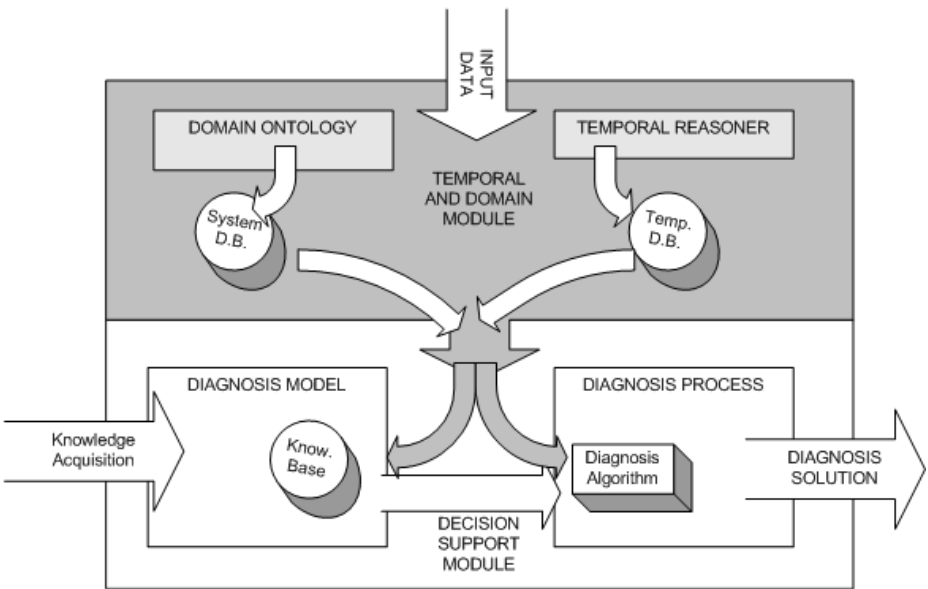 INPUT
DATA
DOMAIN ONTOLOGY
TEMPORAL REASONER
TEMPORAL
AND DOMAIN
MODULE
System
D.B.
Temp.
D.B.
DIAGNOSIS MODEL
DIAGNOSIS PROCESS
Knowledge
Acquisition
Know.
Base
Diagnosis
Algorithm
DIAGNOSIS
SOLUTION
DECISION
SUPPORT
MODULE